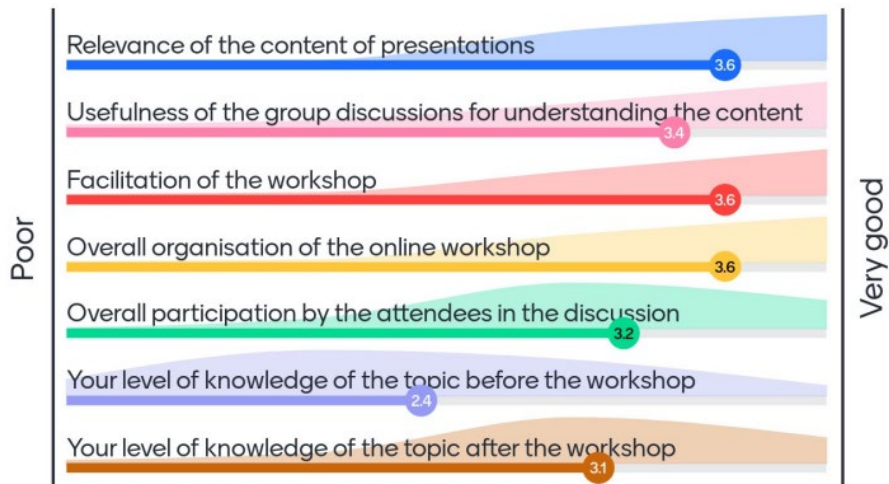 Poor
Relevance of the content of presentations
3.6
Usefulness of the group discussions for understanding the content
3.4
Facilitation of the workshop
3.6
Overall organisation of the online workshop
3.6
Overall participation by the attendees in the discussion
3.2
Your level of knowledge of the topic before the workshop
2.4
Your level of knowledge of the topic after the workshop
3.1
Very good